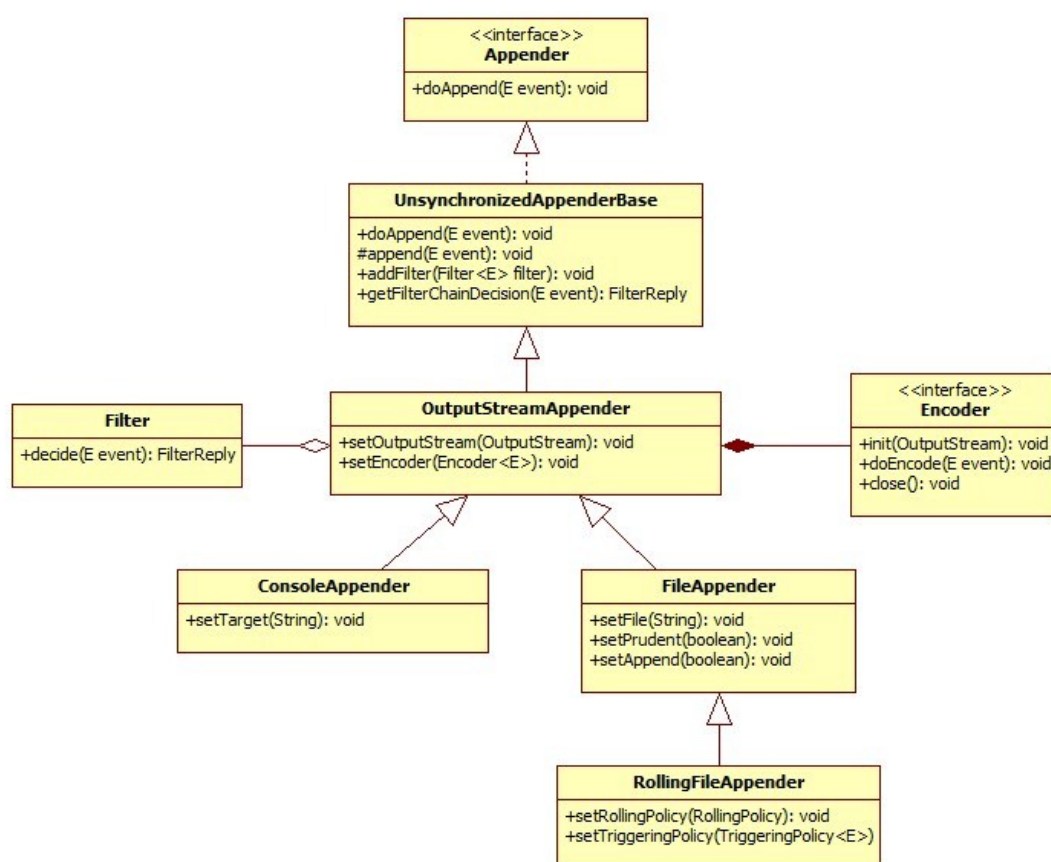 <<interface>>
Appender
+doAppend(E event): void
UnsynchronizedAppenderBase
+doAppend(E event): void
#append(E event): void
+addFilter(Filter<E> filter): void
+getFilterChainDecision(E event): FilterReply
Filter
+decide(E event): FilterReply
OutputStreamAppender
+setOutputStream(OutputStream): void
+setEncoder(Encoder<E>): void
<<interface>>
Encoder
+init(OutputStream): void
+doEncode(E event): void
+close(): void
ConsoleAppender
+setTarget(String): void
FileAppender
+setFile(String): void
+setPrudent(boolean): void
+setAppend(boolean): void
RollingFileAppender
+setRollingPolicy(RollingPolicy): void
+setTriggeringPolicy(TriggeringPolicy<E>)